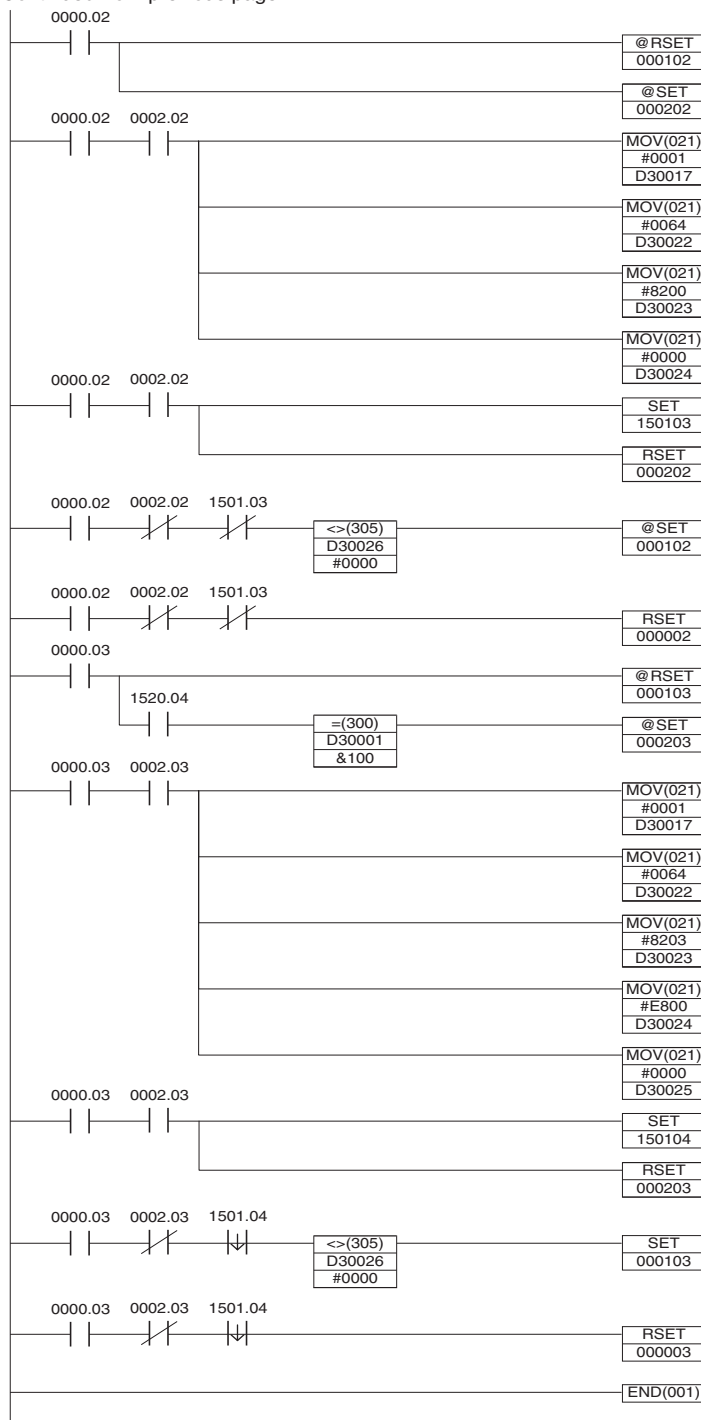 0000.02
@RSET
000102
@SET
000202
0000.02 0002.02
MOV(021)
#0001
D30017
MOV(021)
#0064
D30022
MOV(021)
#8200
D30023
MOV(021)
#0000
D30024
0000.02 0002.02
SET
150103
RSET
000202
0000.02 0002.02 1501.03
<>(305)
D30026
#0000
@SET
000102
0000.02 0002.02 1501.03
RSET
000002
0000.03
@RSET
000103
1520.04
=(300)
D30001
&100
@SET
000203
0000.03 0002.03
MOV(021)
#0001
D30017
MOV(021)
#0064
D30022
MOV(021)
#8203
D30023
MOV(021)
#E800
D30024
MOV(021)
#0000
D30025
0000.03 0002.03
SET
150104
RSET
000203
0000.03 0002.03 1501.04
<>(305)
D30026
#0000
SET
000103
0000.03 0002.03 1501.04
RSET
000003
END(001)